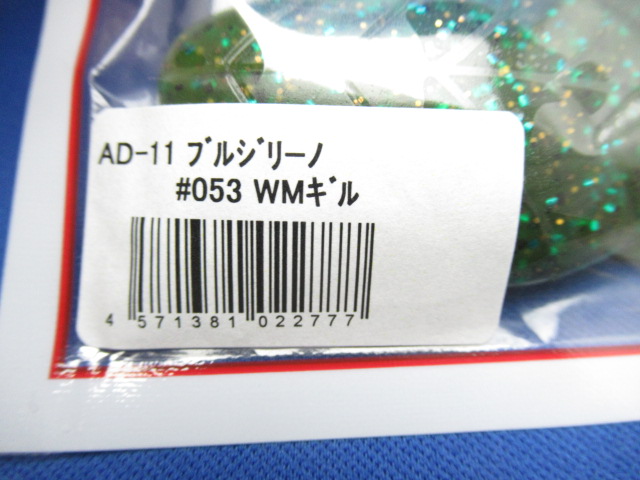 AD-11 ﾌﾞﾙｼﾞﾘｰﾉ
#053 WMｷﾞﾙ
4 571381 022777